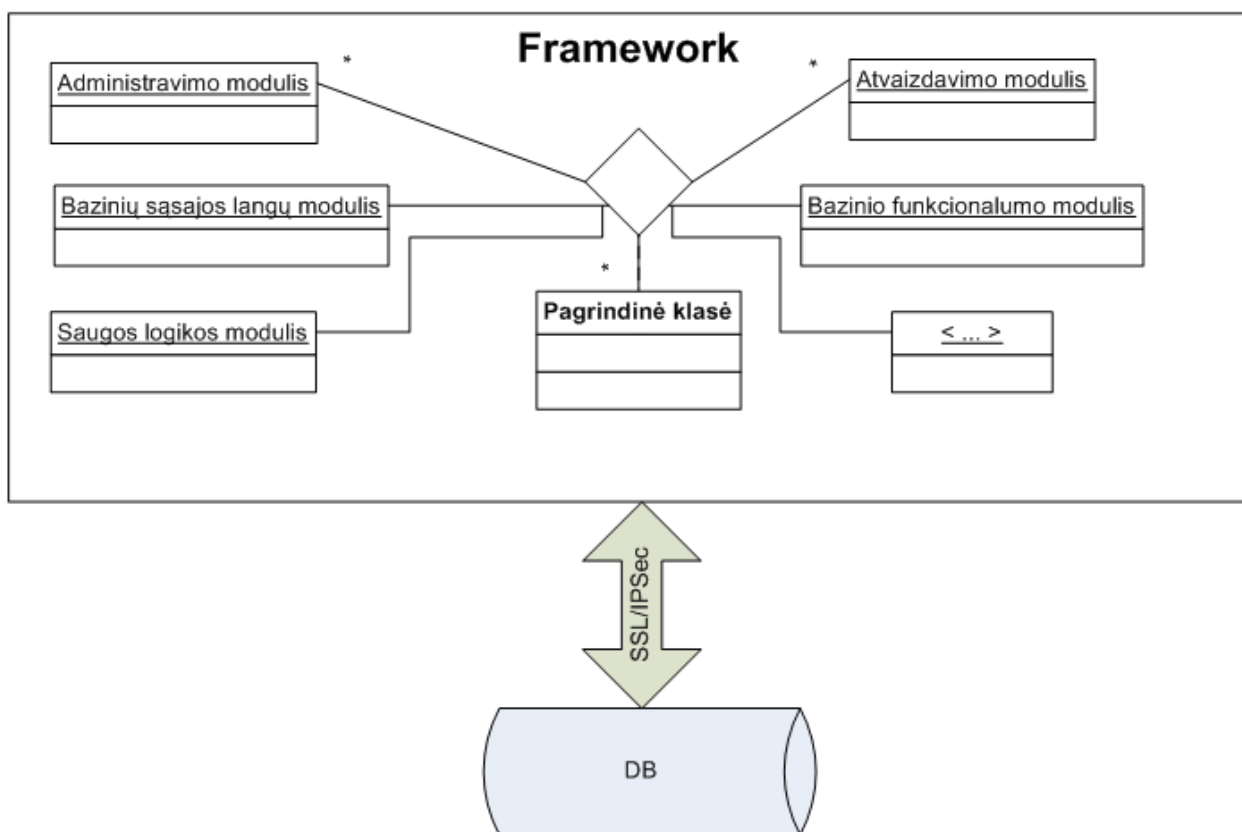 Framework
*
*
Administravimo modulis
Atvaizdavimo modulis
Bazinių sąsajos langų modulis
Bazinio funkcionalumo modulis
*
Pagrindinė klasė
Saugos logikos modulis
< ... >
SSL/IPSec
DB